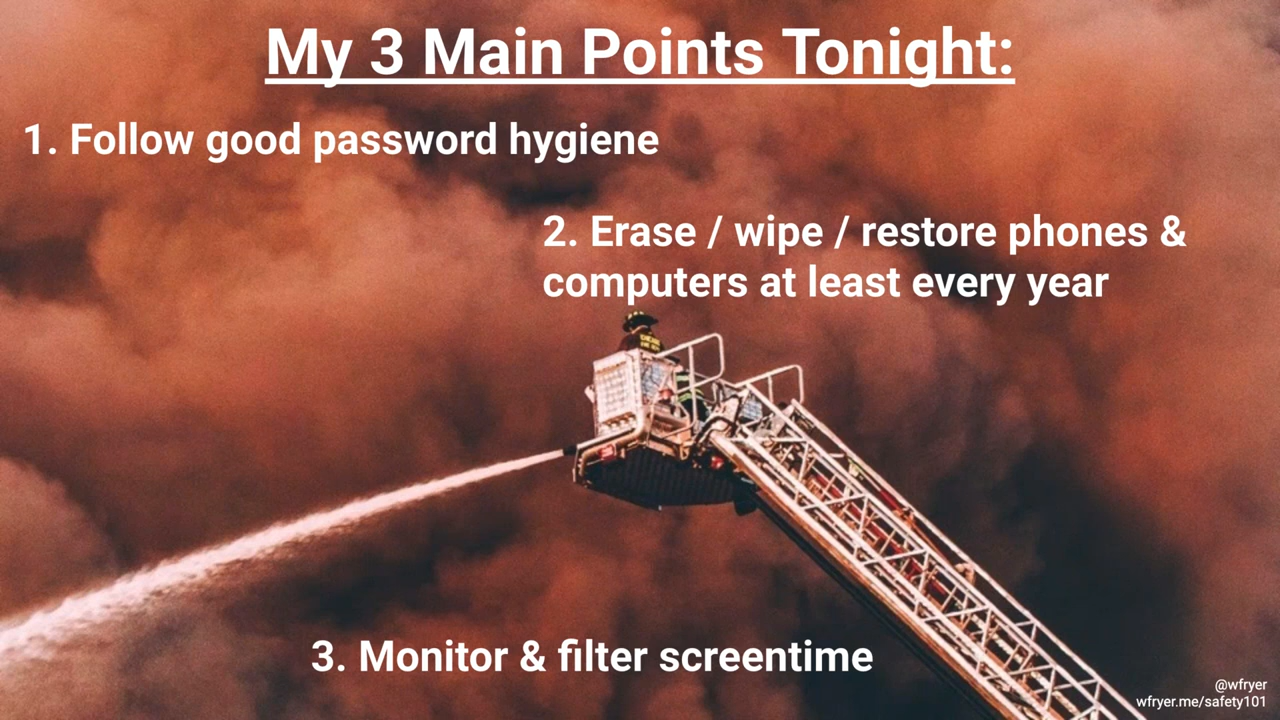 My 3 Main Points Tonight:
1. Follow good password hygiene
2. Erase / wipe / restore phones &
computers at least every year
3. Monitor & filter screentime
@wfryer
wfryer.me/safety101